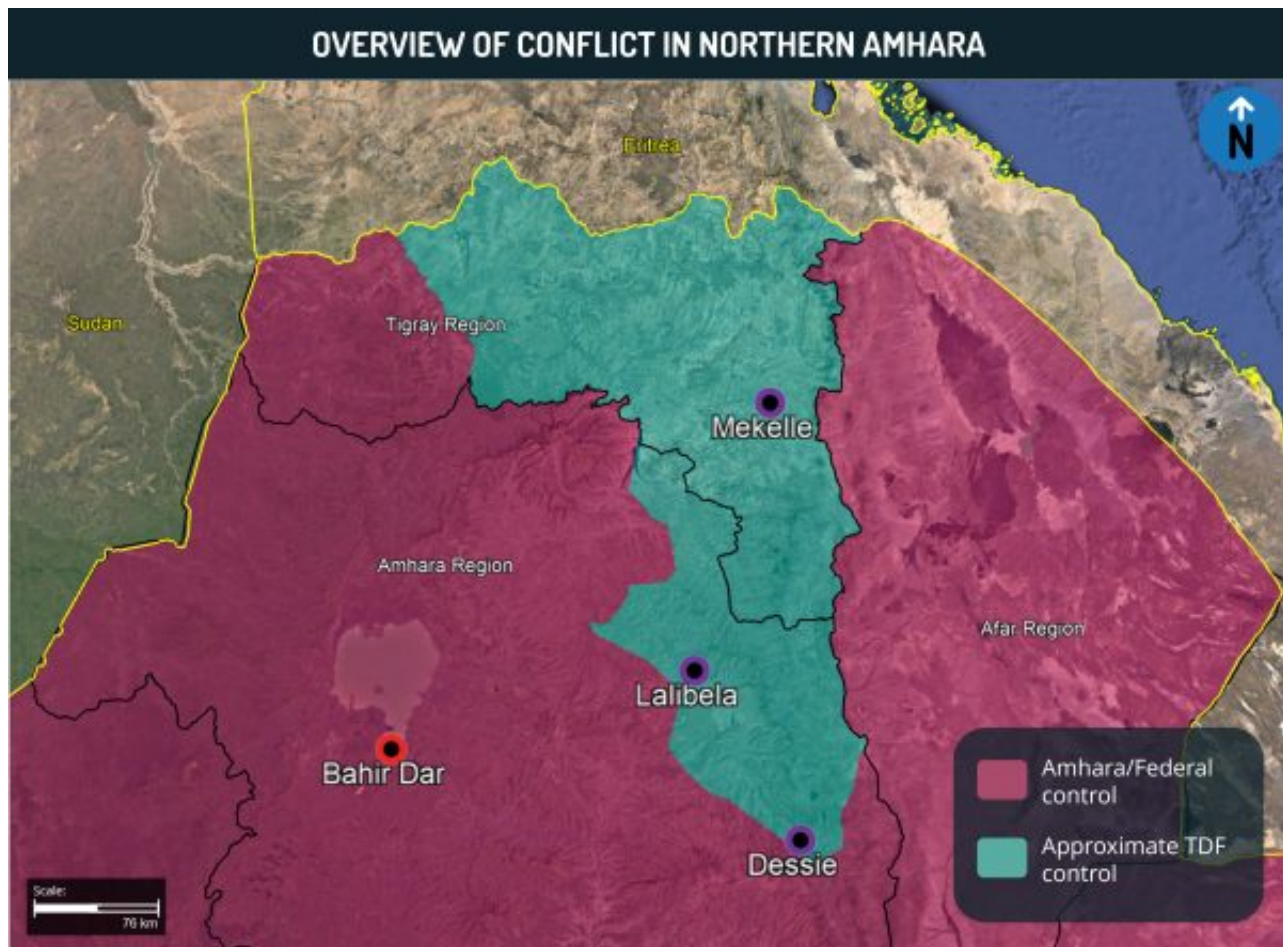 OVERVIEW OF CONFLICT IN NORTHERN AMHARA
N
Eritrea
Sudan
Tigray Region
Mekelle
Amhara Region
Afar Region
Lalibela
Bahir Dar
Dessie
Amhara/Federal
control
Approximate TDF
control
Scale:
76 km